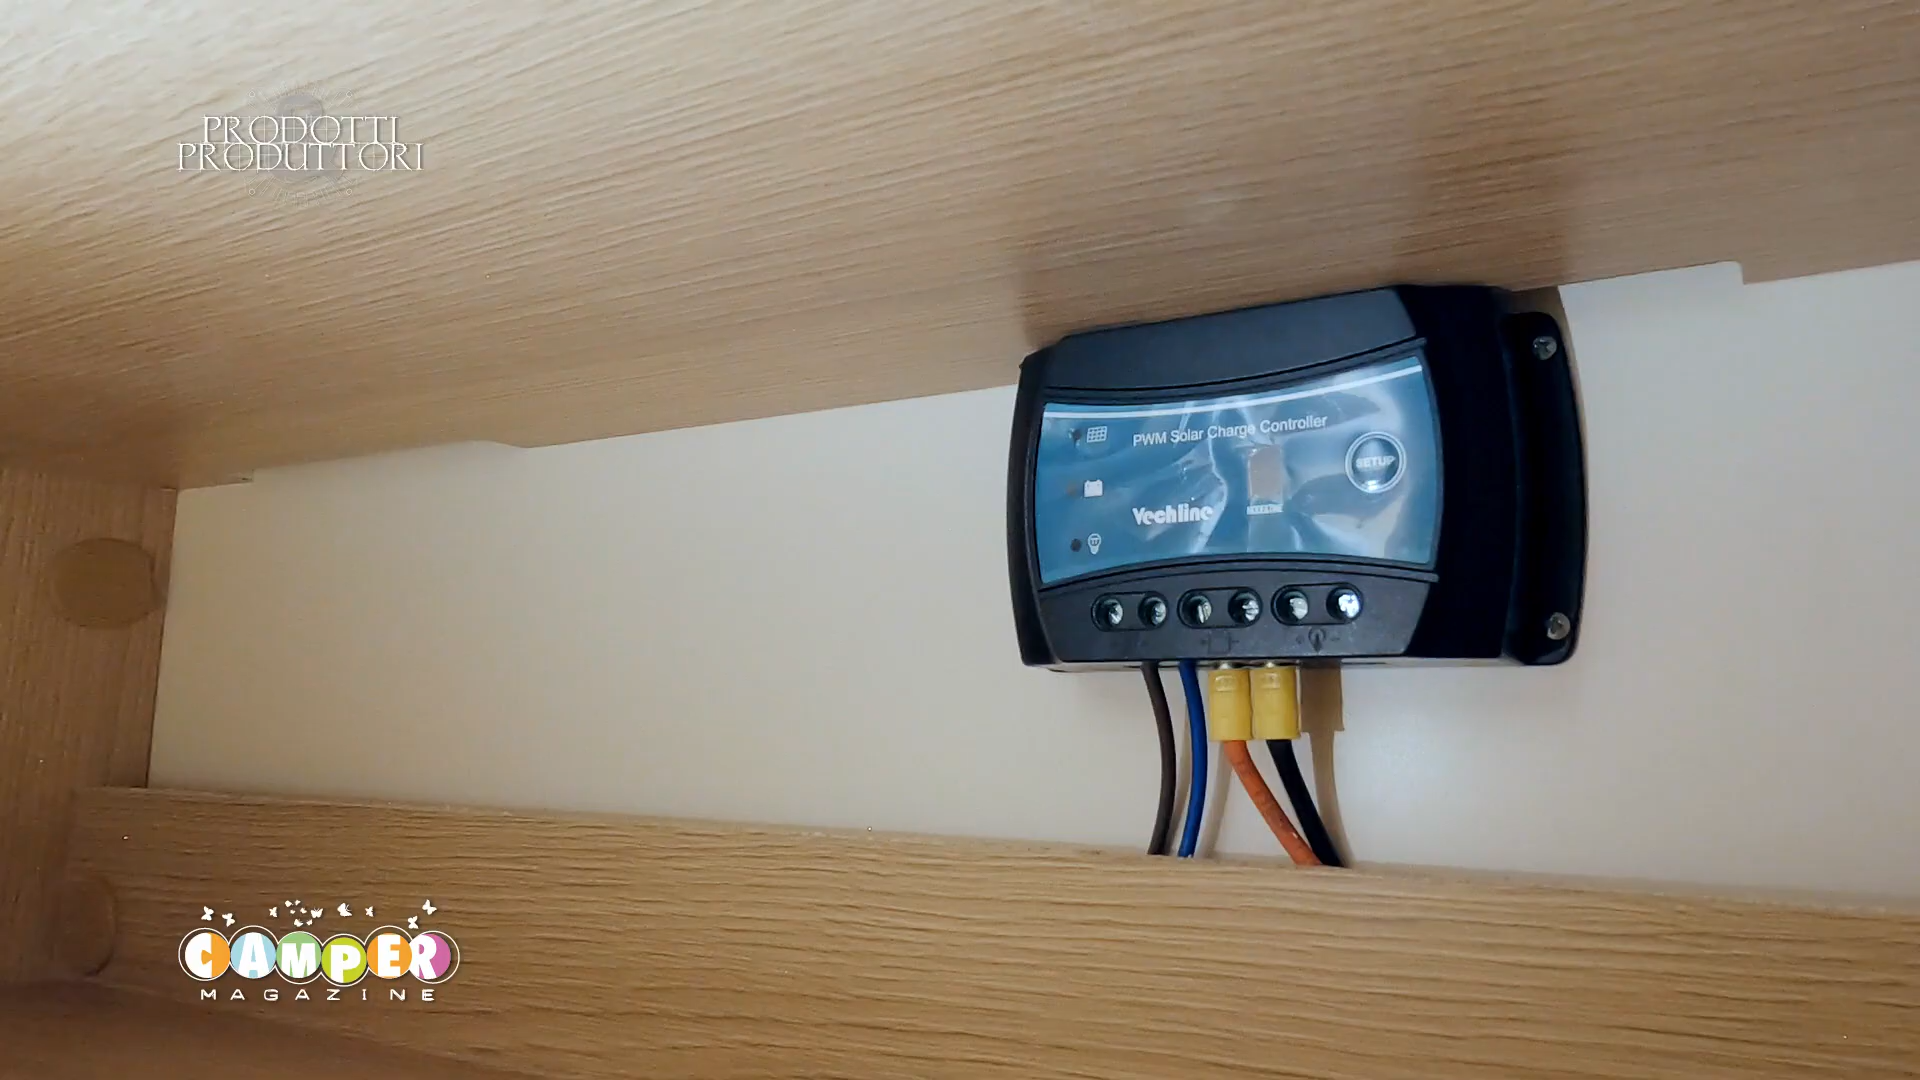 PRODOTTI
PRODUTTORI
PWM Solar Charge Controller
SETUP
Vechline
CAMPER
MAGAZINE